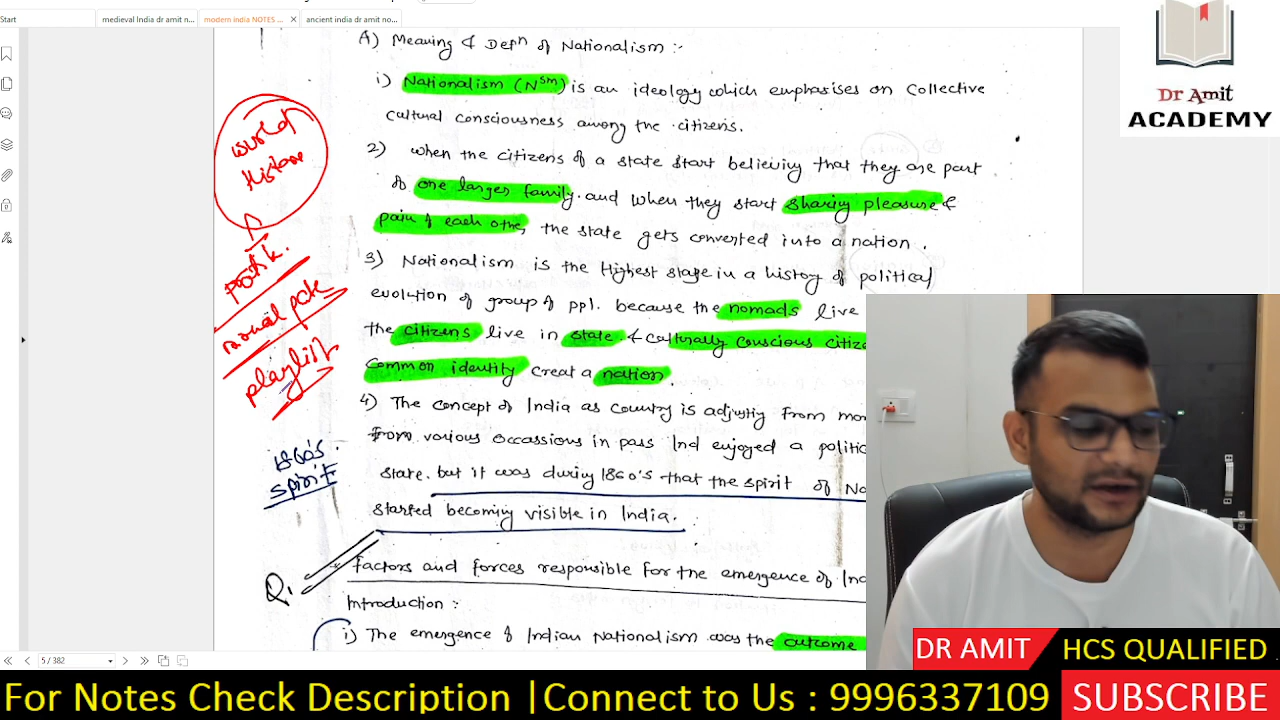 Start
medieval India dr amit n...
modern india NOTES ...
ancient india dr amit no...
A) Meaning & Defn of Nationalism :-
i) Nationalism (Nsm) is an ideology which emphasises on Collective
cultural consciousness among the citizens.
2) when the citizens of a state start believing that they are part
of one larger family. and when they start sharing pleasure &
pain of each othe, the state gets converted into a nation.
3) Nationalism is the Highest stage in a history of political
evolution of group of ppl. because the nomads live
the citizens live in state & culturally conscious citize
Common identity creat a nation
4) The concept of India as country is adjustiy from mo
From various occassions in pass Ind enjoyed a politic
state. but it was during 1860's that the spirit of Na
started becoming visible in India.
Q.
factors and forces responsible for the emergence of Ind
Introduction :
i) The emergence of Indian Nationalism was the outcome
world
playlist
1860's
spirit
5/382
Dr Amit
ACADEMY
DR AMIT
HCS QUALIFIED
For Notes Check Description | Connect to Us : 9996337109
SUBSCRIBE